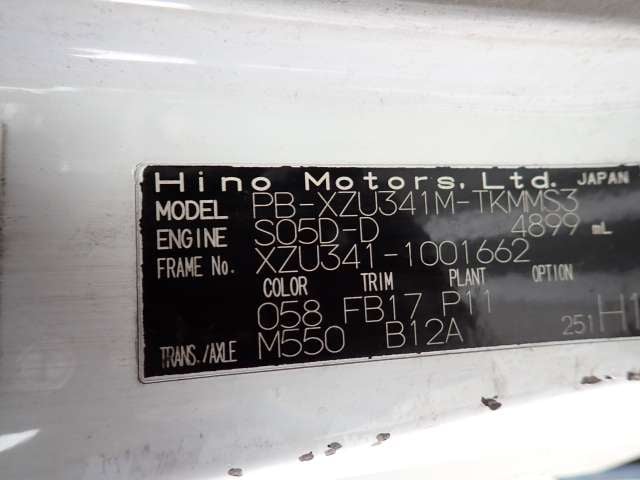 Hino Motors, Ltd. JAPAN
MODEL PB-XZU341M-TKMMS3
ENGINE S05D-D 4899 mL
FRAME No. XZU341-1001662
COLOR TRIM PLANT OPTION
058 FB17 P11
TRANS./AXLE M550 B12A 251